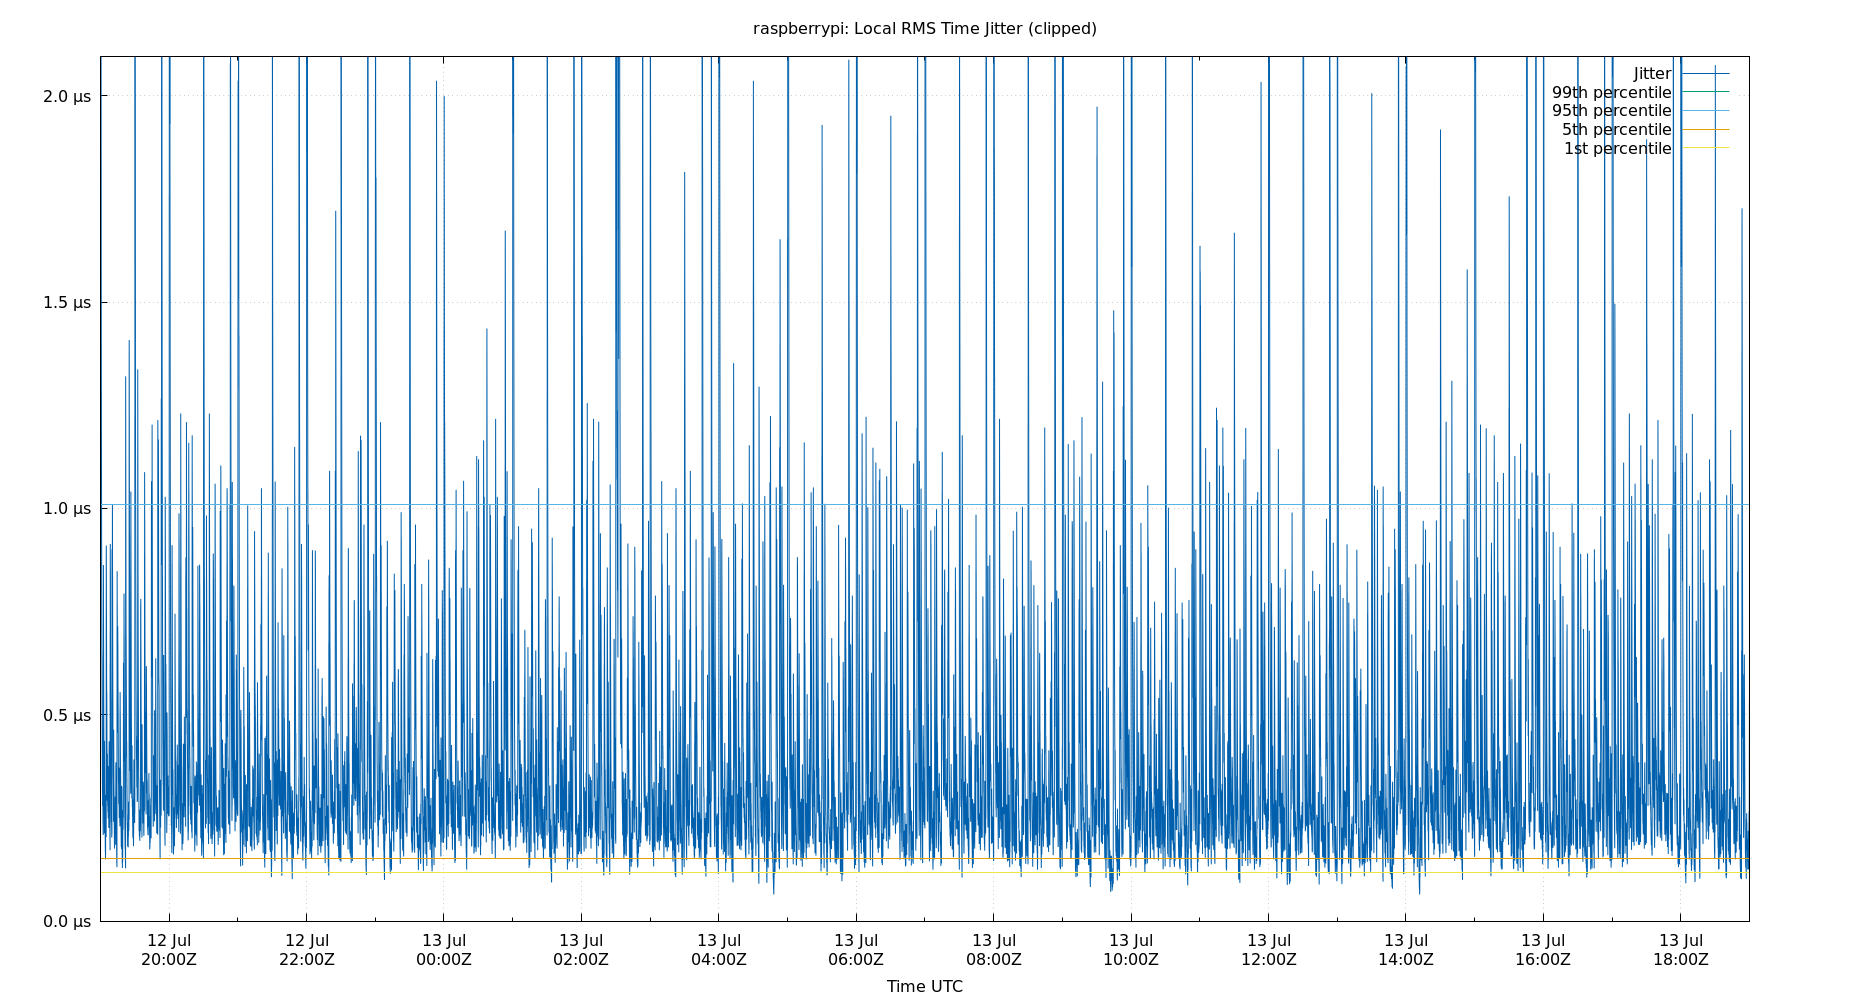 raspberrypi: Local RMS Time Jitter (clipped)
Jitter
99th percentile
95th percentile
5th percentile
1st percentile
2.0 µs
1.5 µs
1.0 µs
0.5 µs
0.0 µs
12 Jul 12 Jul 13 Jul 13 Jul 13 Jul 13 Jul 13 Jul 13 Jul 13 Jul 13 Jul 13 Jul 13 Jul
20:00Z 22:00Z 00:00Z 02:00Z 04:00Z 06:00Z 08:00Z 10:00Z 12:00Z 14:00Z 16:00Z 18:00Z
Time UTC